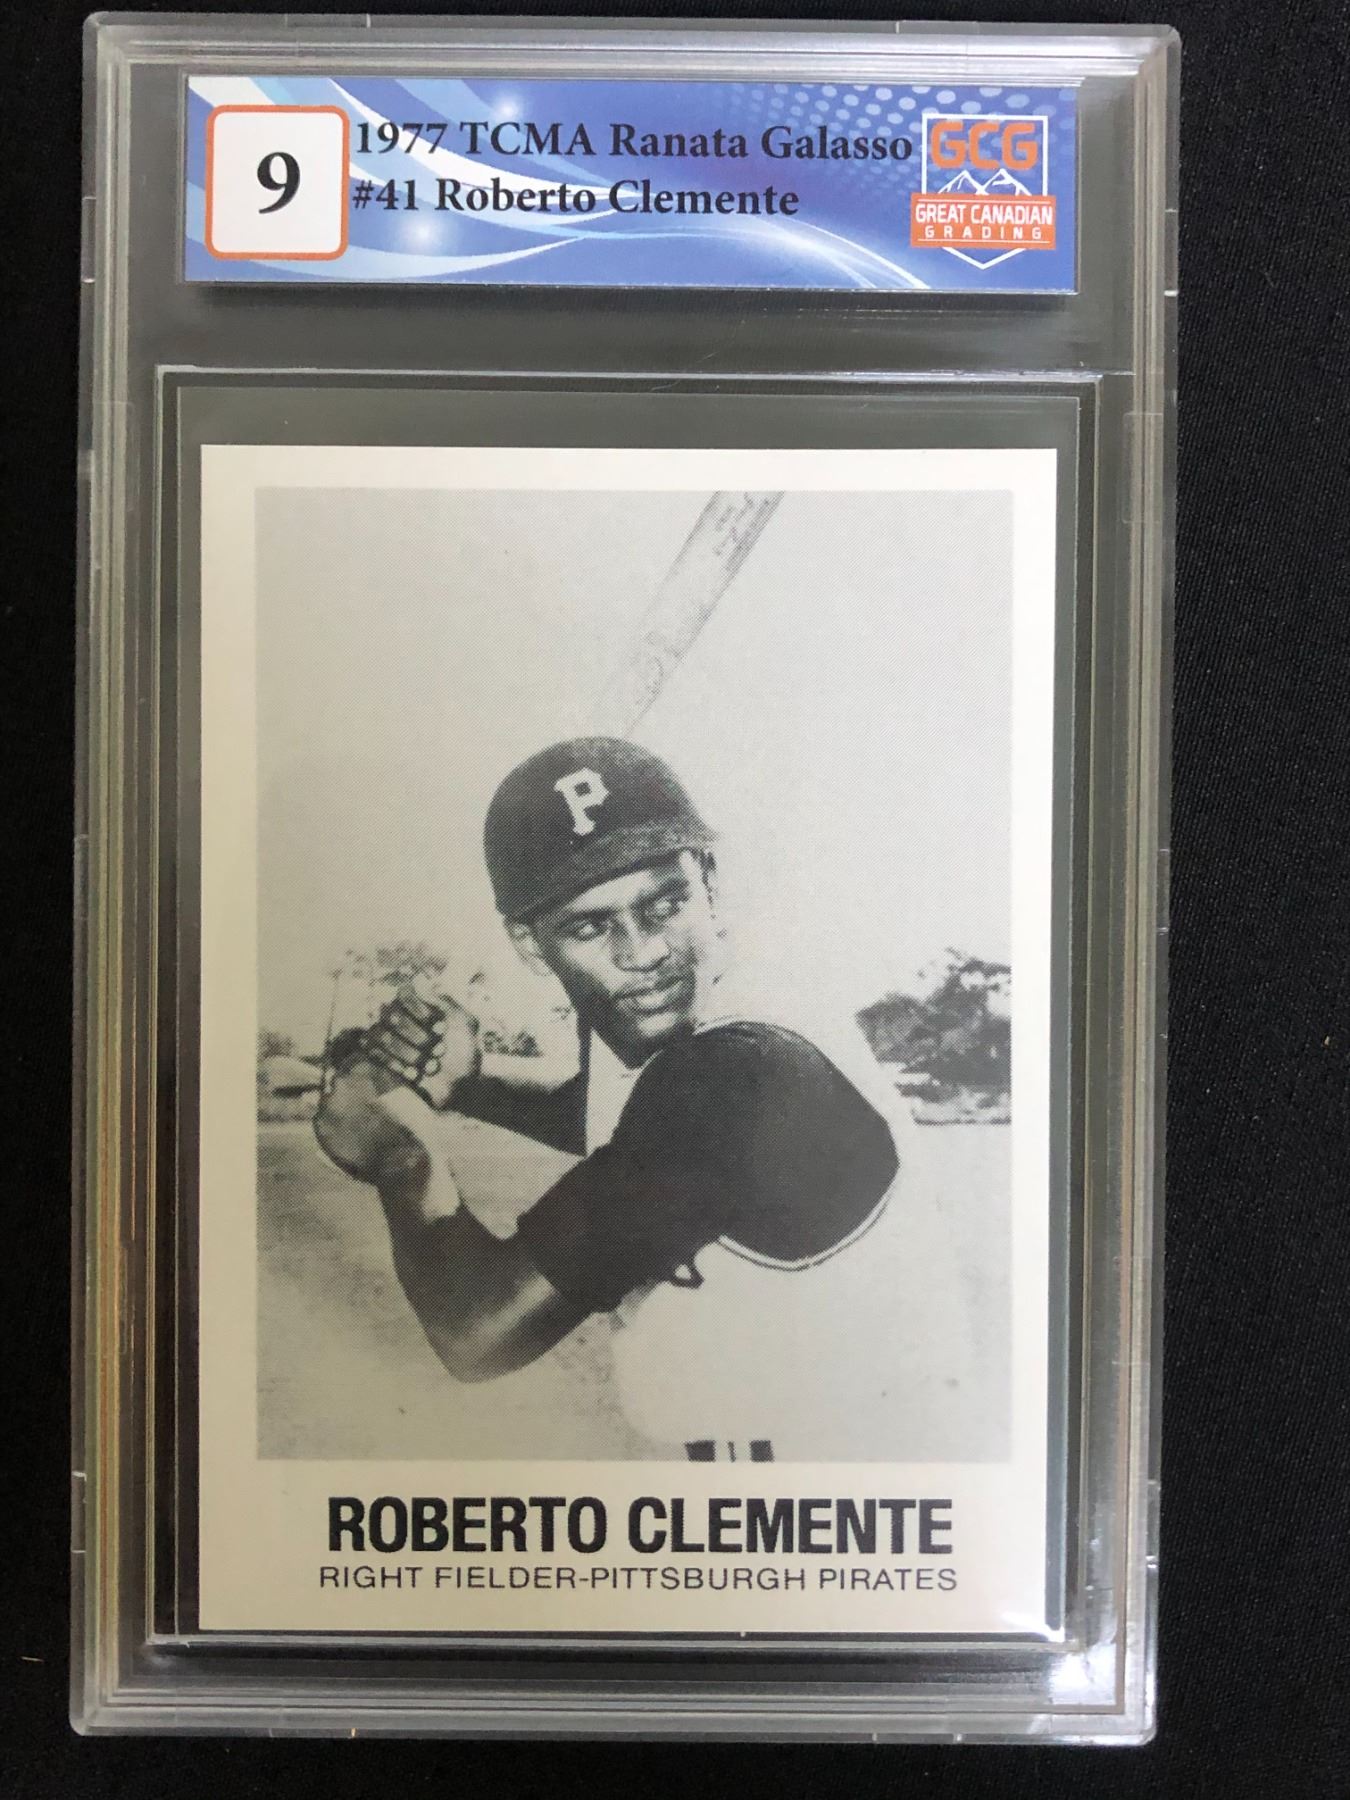 9
1977 TCMA Ranata Galasso
#41 Roberto Clemente
GCG
GREAT CANADIAN
GRADING
P
ROBERTO CLEMENTE
RIGHT FIELDER-PITTSBURGH PIRATES